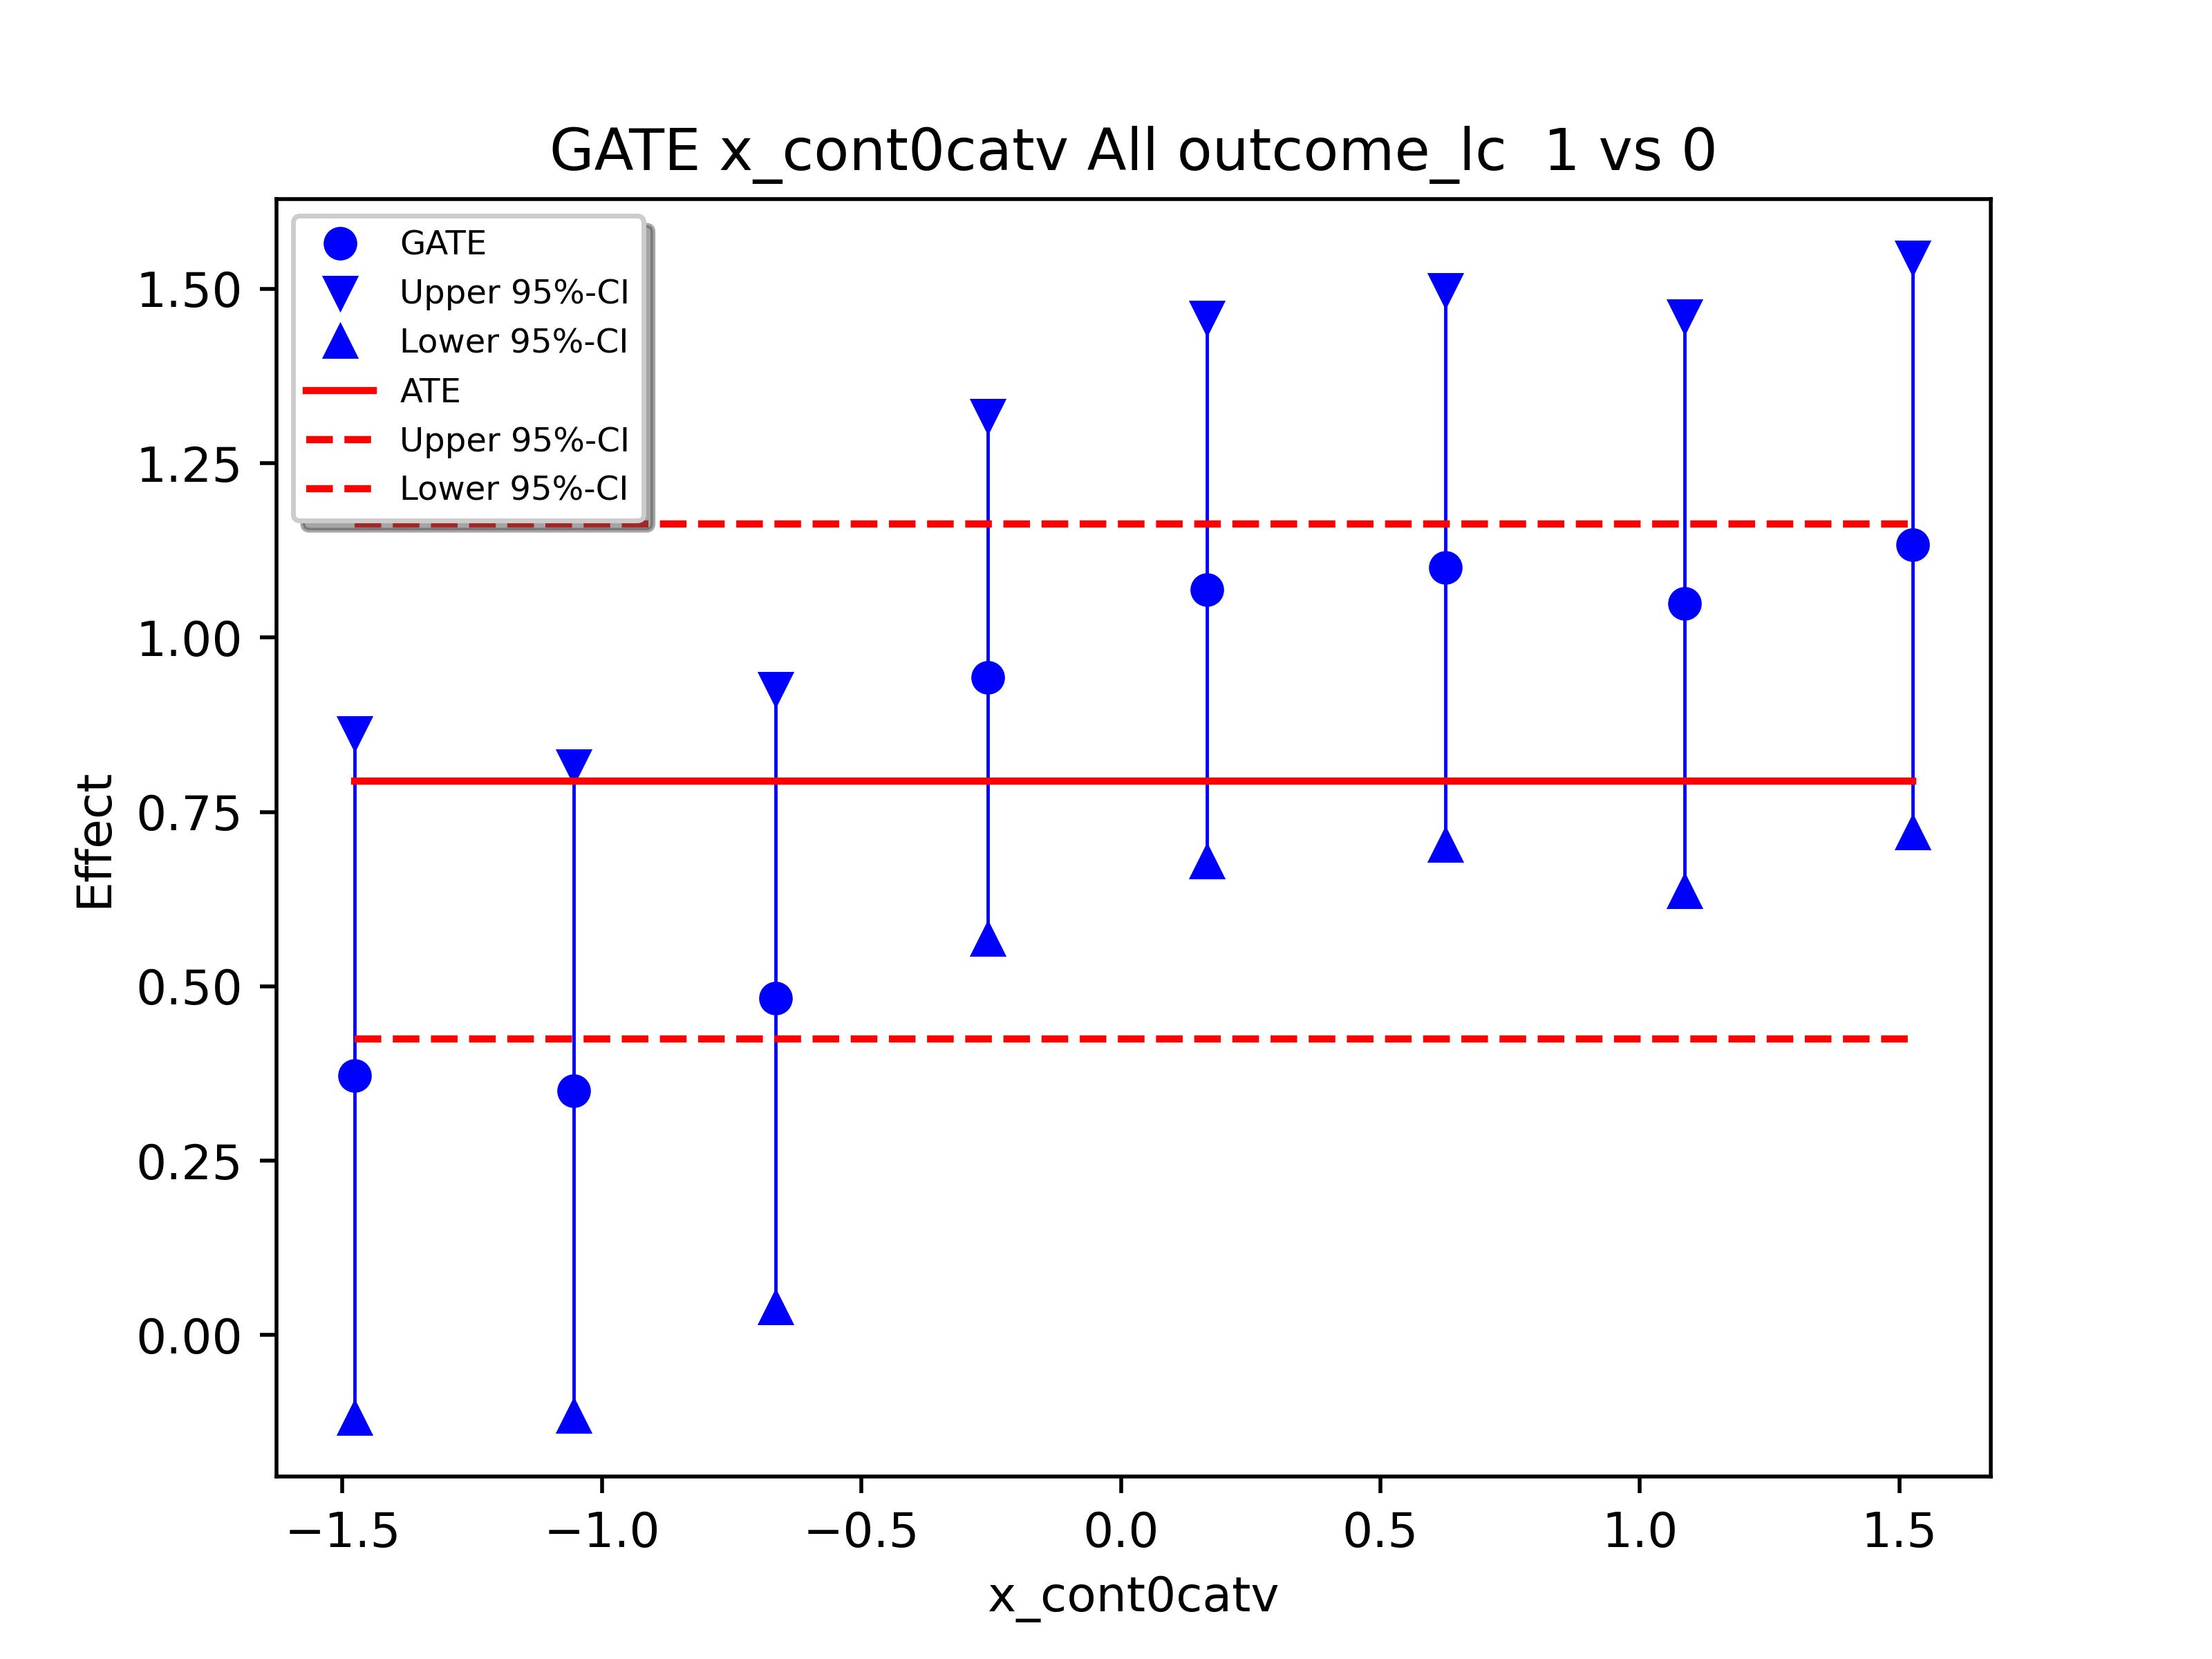 GATE x_cont0catv All outcome_lc  1 vs 0
GATE
Upper 95%-CI
Lower 95%-CI
ATE
Upper 95%-CI
Lower 95%-CI
1.50
1.25
1.00
0.75
0.50
0.25
0.00
Effect
−1.5
−1.0
−0.5
0.0
0.5
1.0
1.5
x_cont0catv